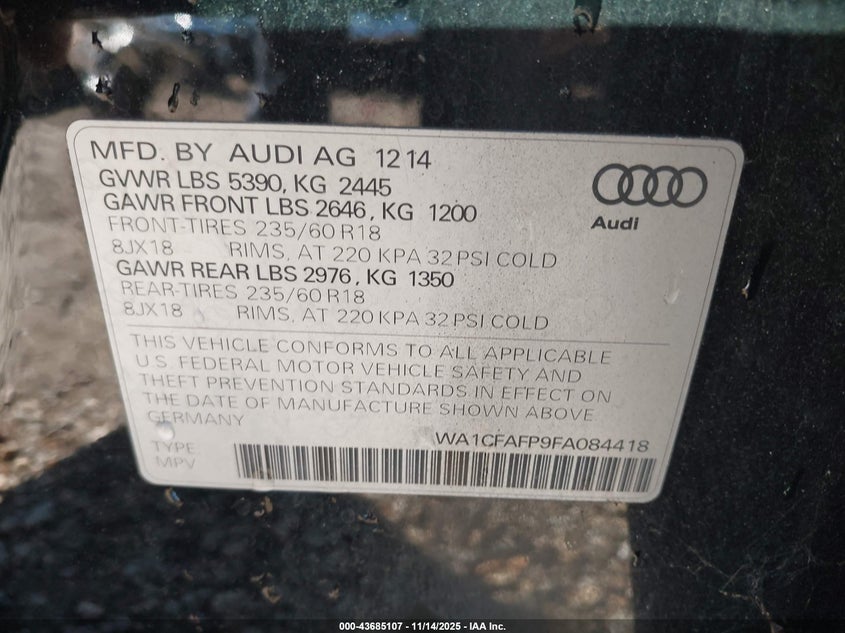 MFD. BY AUDI AG 12 14
GVWR LBS 5390, KG 2445
GAWR FRONT LBS 2646, KG 1200
FRONT-TIRES 235/60 R18
8JX18 RIMS, AT 220 KPA 32 PSI COLD
GAWR REAR LBS 2976, KG 1350
REAR-TIRES 235/60 R18
8JX18 RIMS, AT 220 KPA 32 PSI COLD
Audi
THIS VEHICLE CONFORMS TO ALL APPLICABLE
U.S. FEDERAL MOTOR VEHICLE SAFETY AND
THEFT PREVENTION STANDARDS IN EFFECT ON
THE DATE OF MANUFACTURE SHOWN ABOVE.
GERMANY
WA1CFAFP9FA084418
TYPE
MPV
000-43685107 - 11/14/2025 - IAA Inc.